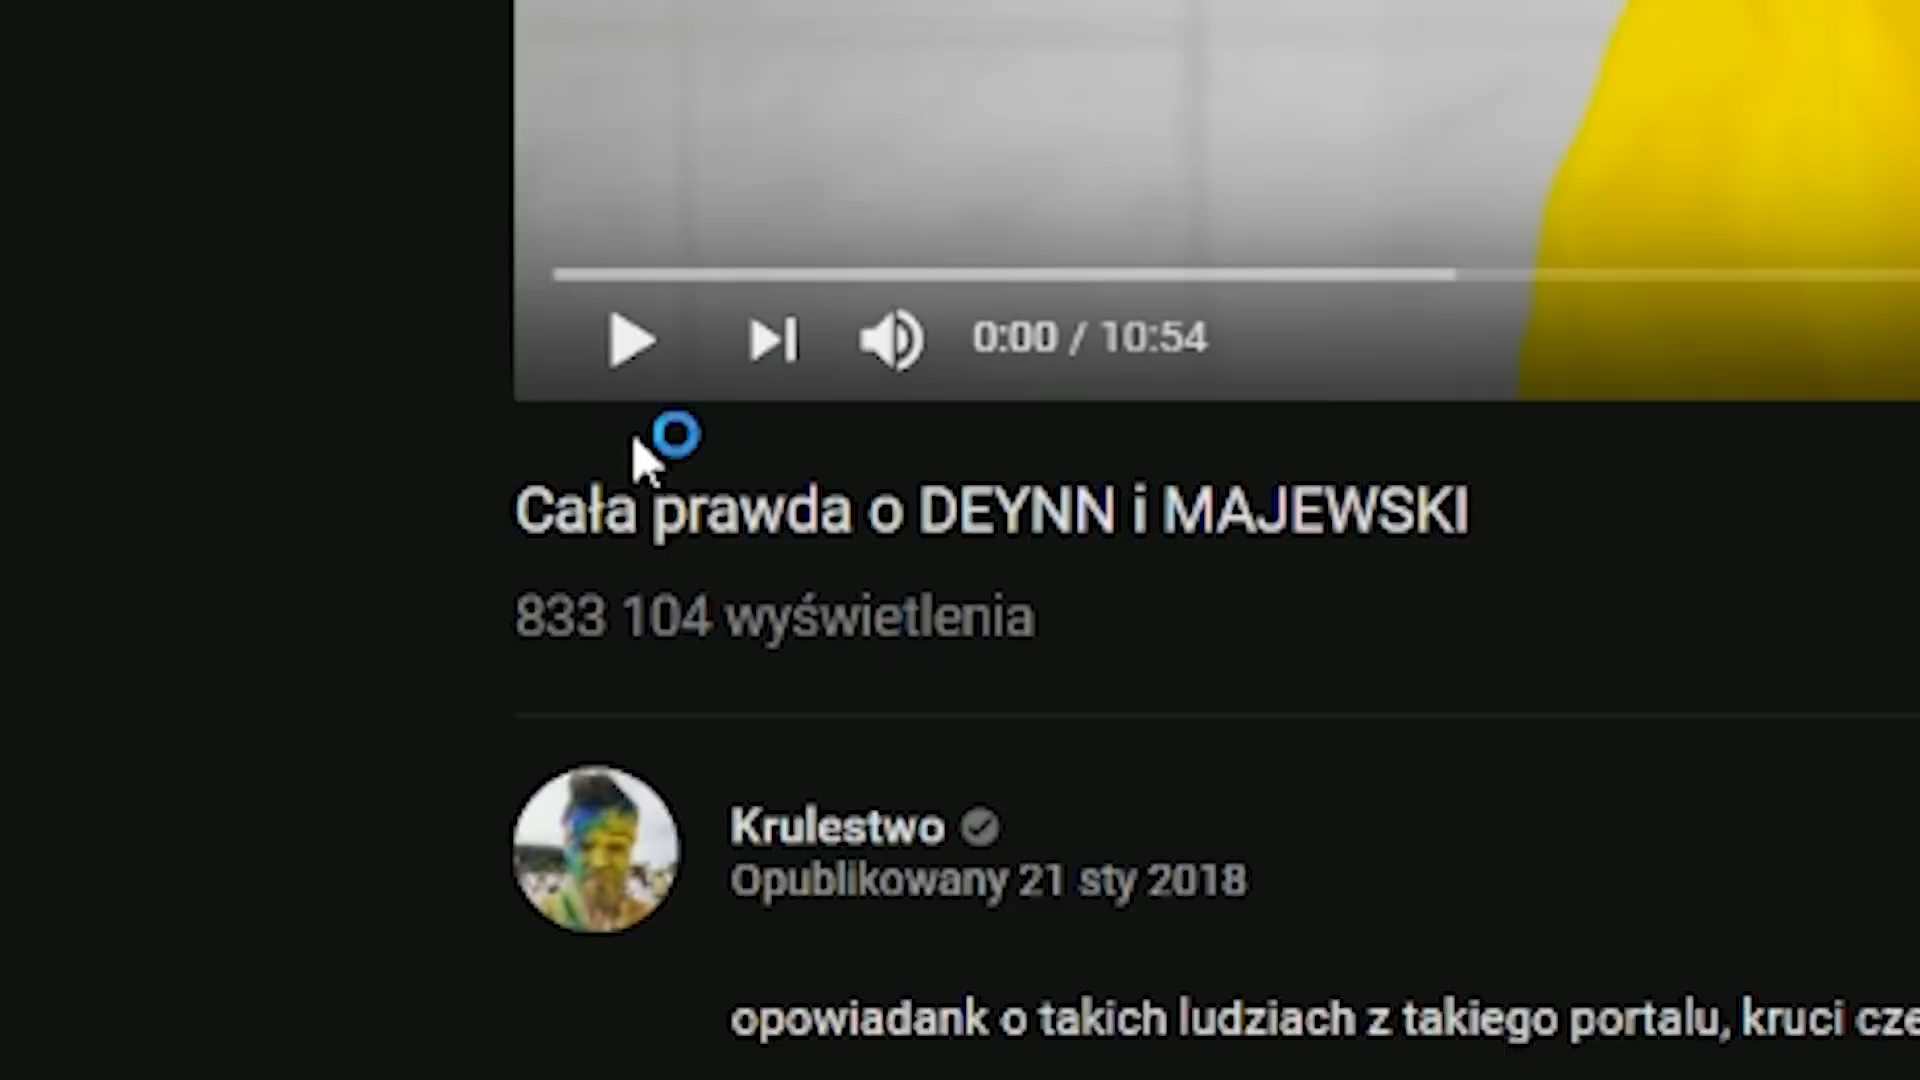 0:00 / 10:54
Cała prawda o DEYNN i MAJEWSKI
833 104 wyświetlenia
Krulestwo
Opublikowany 21 sty 2018
opowiadank o takich ludziach z takiego portalu, kruci